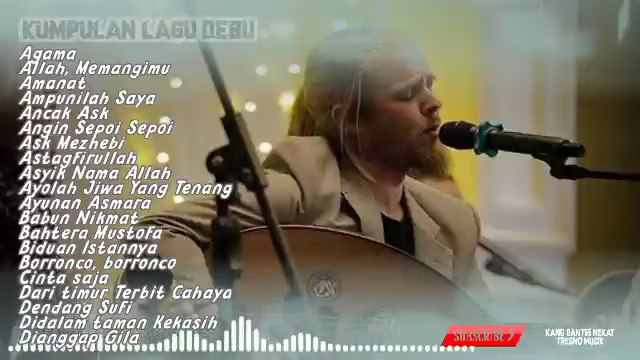 KUMPULAN LAGU DEBU
Agama
Allah, Memangimu
Amanat
Ampunilah Saya
Ancak Ask
Angin Sepoi Sepoi
Ask Mezhebi
Astagfirullah
Asyik Nama Allah
Ayolah Jiwa Yang Tenang
Ayunan Asmara
Babun Nikmat
Bahtera Mustofa
Biduan Istannya
Borronco, borronco
Cinta saja
Dari timur Terbit Cahaya
Dendang Sufi
Didalam taman Kekasih
Dianggap Gila
SUBSCRIBE
KANG SANTRI NEKAT
TRESNO MUSIK